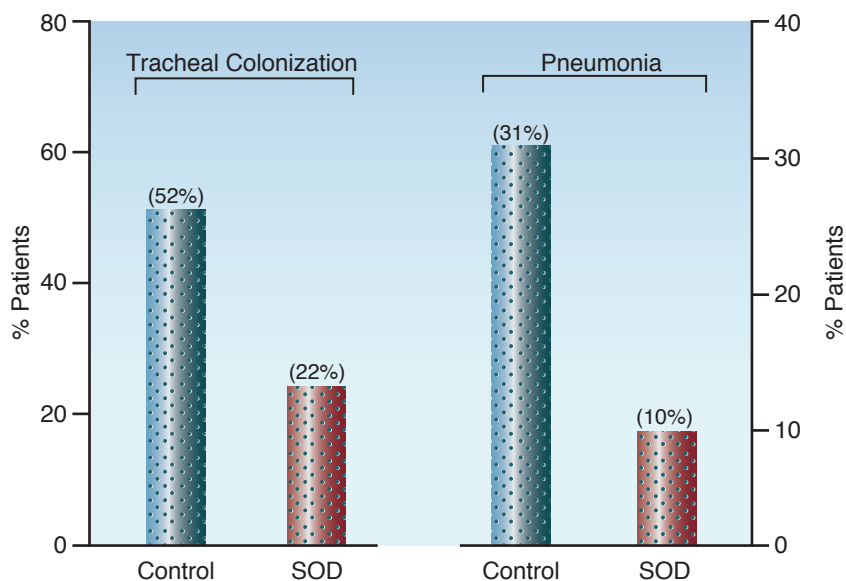 80
40
Tracheal Colonization
Pneumonia
(31%)
60
30
(52%)
% Patients
% Patients
40
20
(22%)
(10%)
20
10
0
0
Control
SOD
Control
SOD